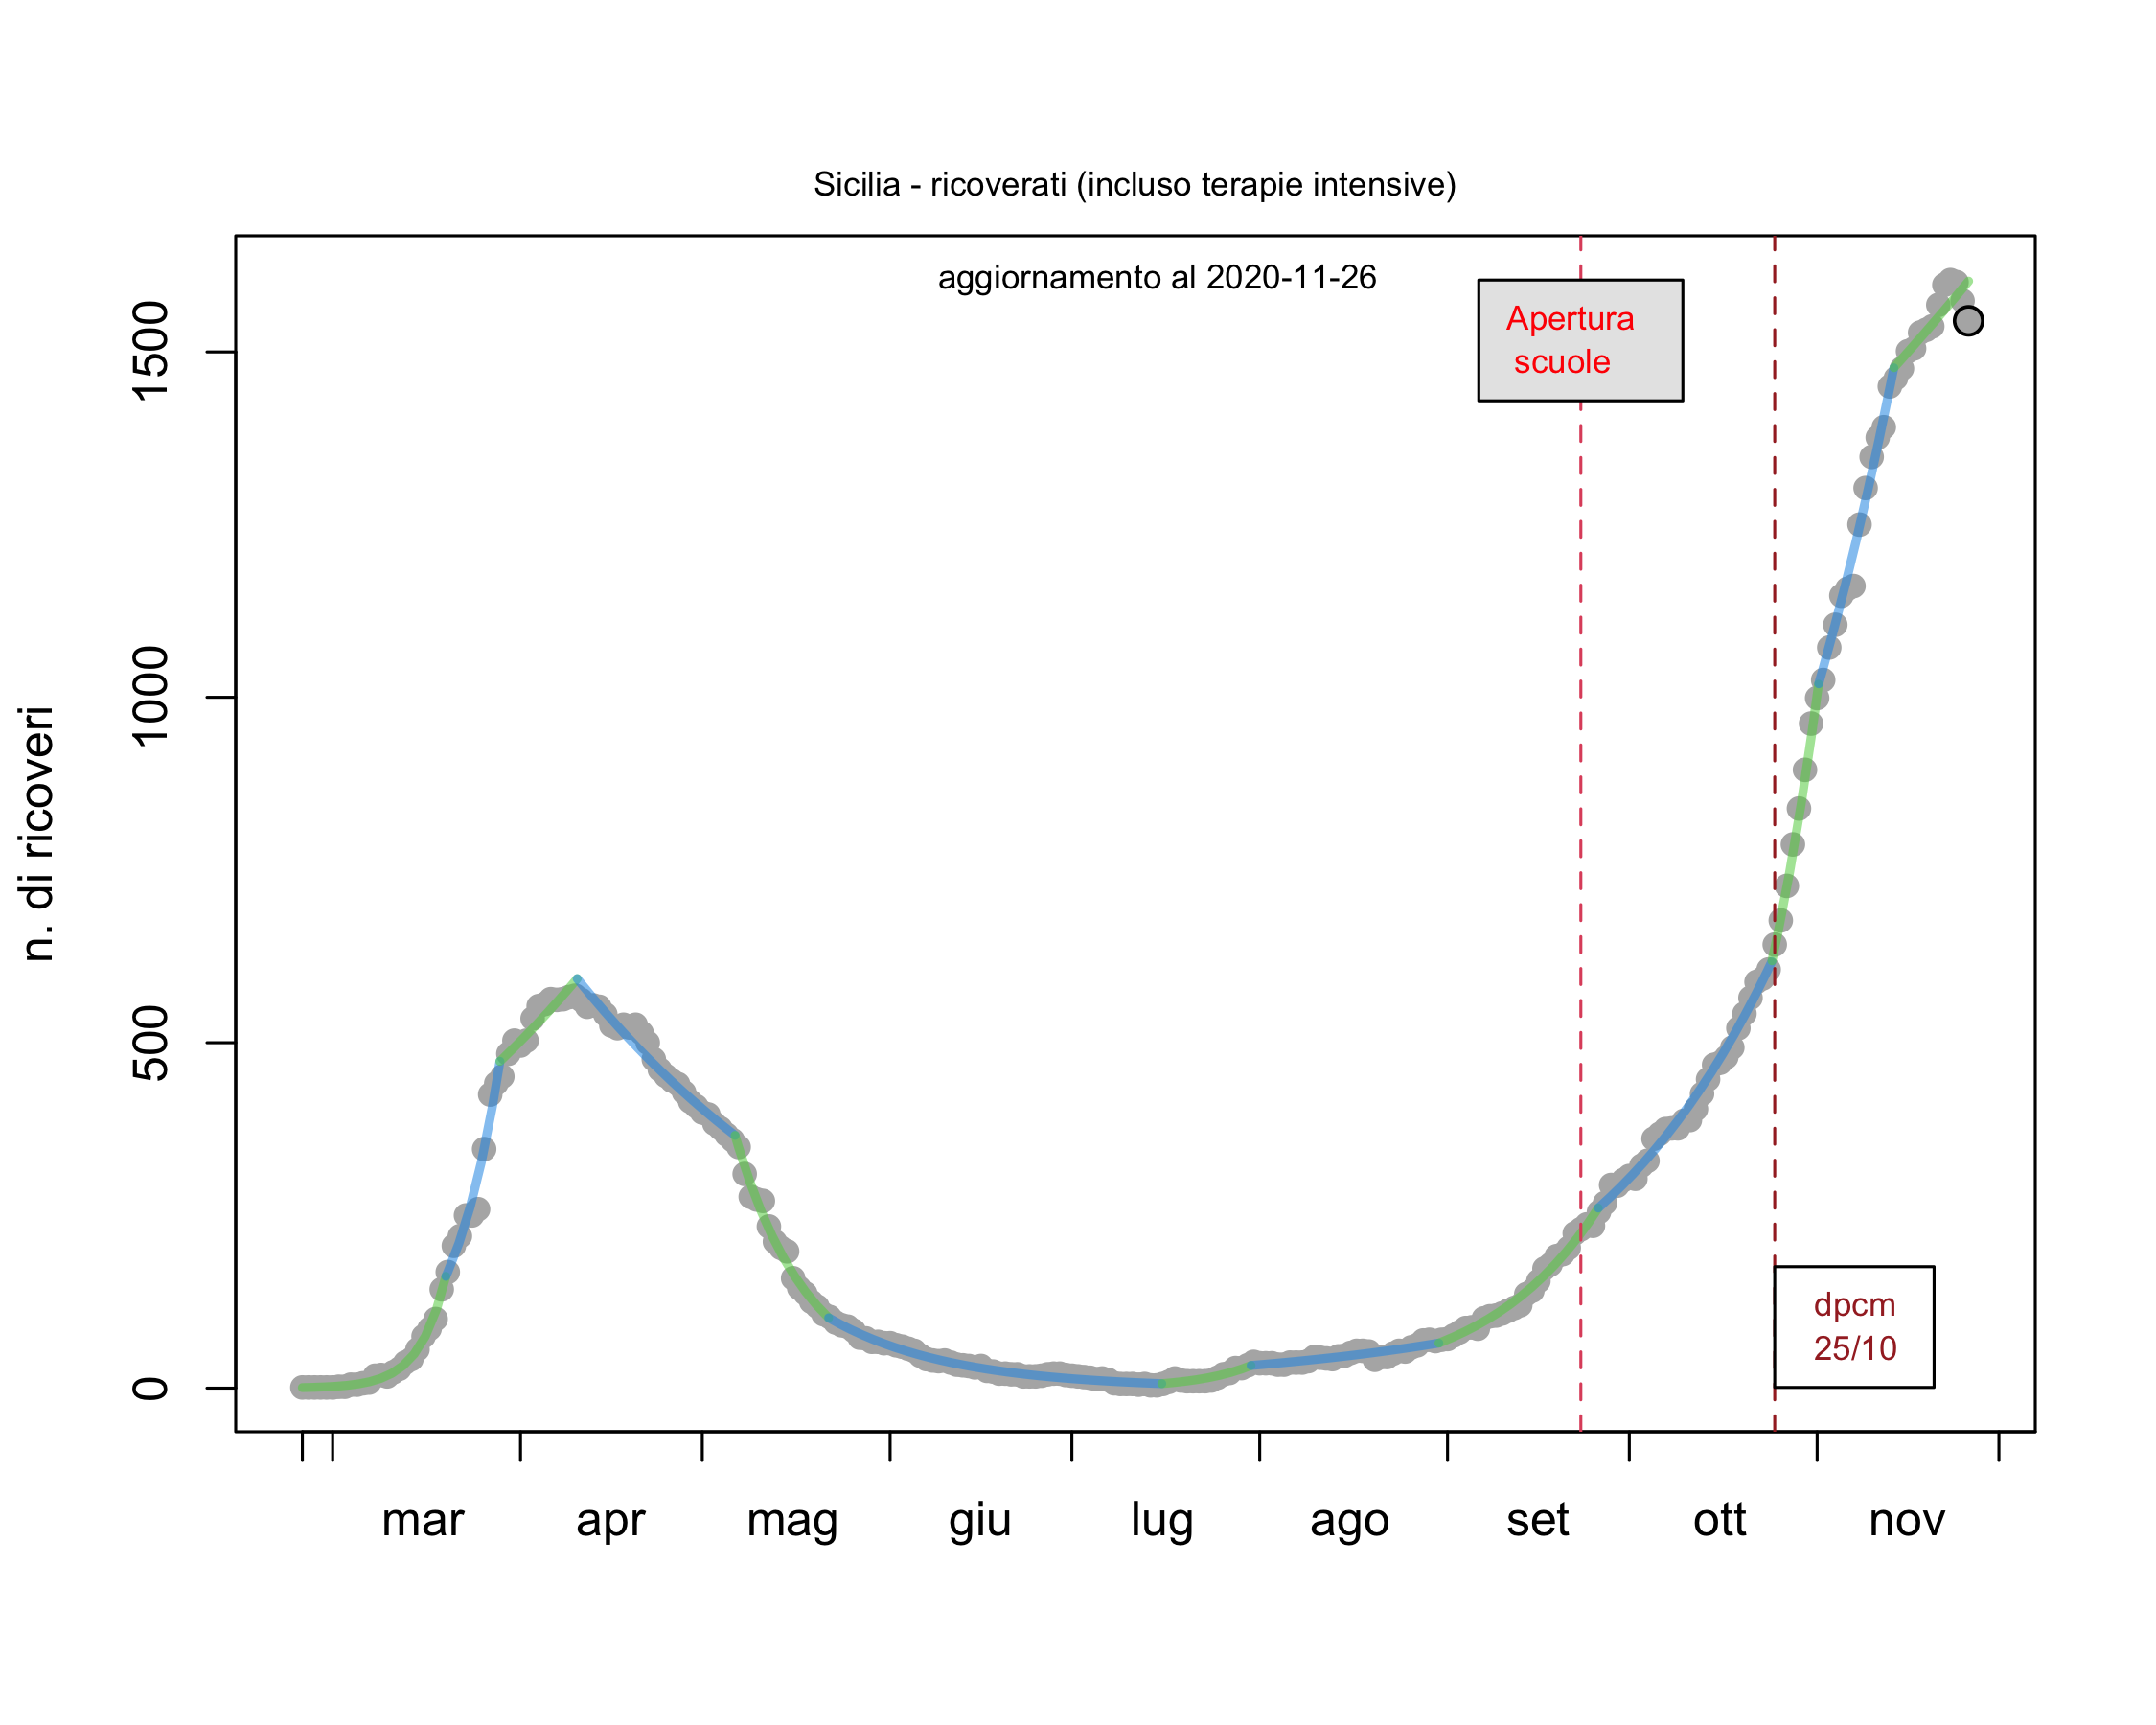 Sicilia - ricoverati (incluso terapie intensive)
aggiornamento al 2020-11-26
Apertura
scuole
n. di ricoveri
1500
1000
500
0
dpcm
25/10
mar apr mag giu lug ago set ott nov